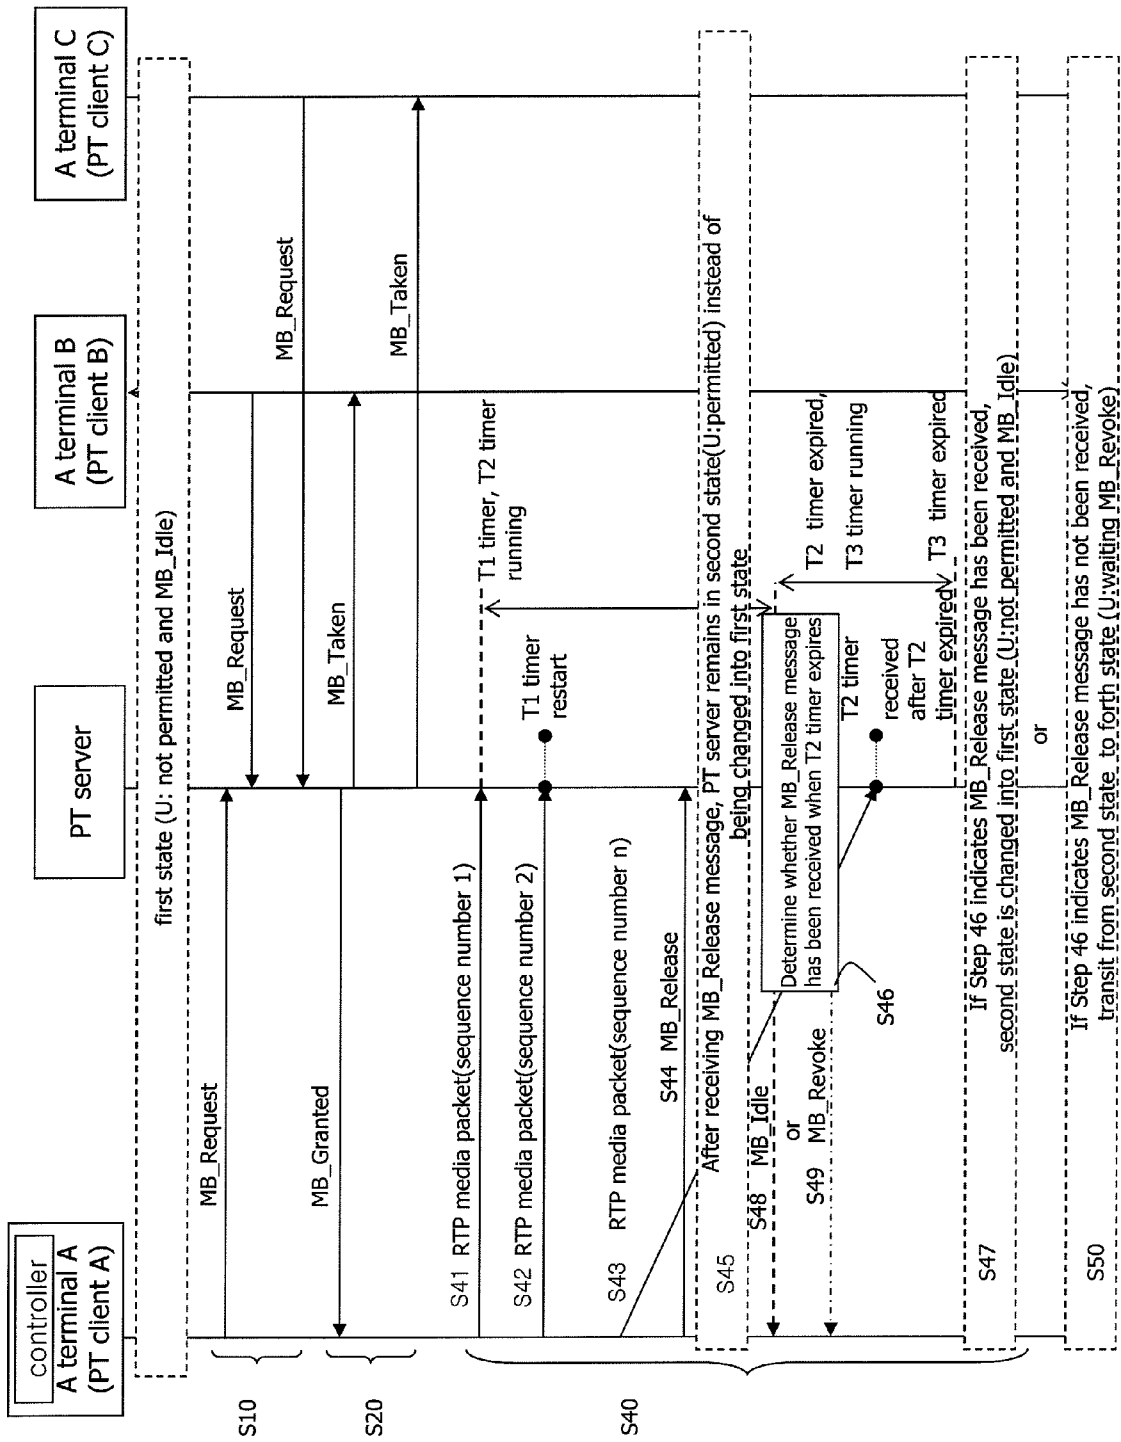 controller
A terminal A
(PT client A)
PT server
A terminal B
(PT client B)
A terminal C
(PT client C)
first state (U: not permitted and MB_Idle)
S10
MB_Request
MB_Request
MB_Request
S20
MB_Granted
MB_Taken
MB_Taken
S40
S41 RTP media packet(sequence number 1)
T1 timer, T2 timer
running
S42 RTP media packet(sequence number 2)
T1 timer
restart
S43 RTP media packet(sequence number n)
S44 MB_Release
S45
After receiving MB_Release message, PT server remains in second state(U:permitted) instead of
being changed into first state
S48 MB_Idle
or
S49 MB_Revoke
Determine whether MB_Release message
has been received when T2 timer expires
S46
T2 timer expired,
T3 timer running
T2 timer
received
after T2
timer expired
T3 timer expired
S47
If Step 46 indicates MB_Release message has been received,
second state is changed into first state (U:not permitted and MB_Idle)
or
S50
If Step 46 indicates MB_Release message has not been received,
transit from second state to forth state (U:waiting MB_Revoke)